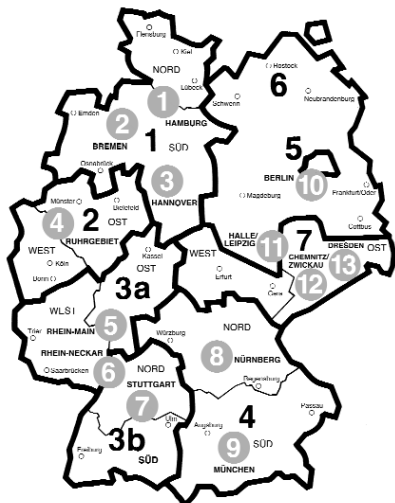 Flensburg
Kiel
NORD
Lübeck
1
HAMBURG
Emden
2
BREMEN
1
SÜD
Osnabrück
3
HANNOVER
Rostock
Schwerin
6
Neubrandenburg
5
BERLIN
10
Magdeburg
Frankfurt/Oder
Cottbus
Münster
Bielefeld
4
2
OST
RUHRGEBIET
WEST
Köln
Bonn
Kassel
OST
3a
WEST
Erfurt
HALLE/
LEIPZIG
11
7
DRESDEN
OST
CHEMNITZ/
ZWICKAU
13
12
Gera
WLSI
RHEIN-MAIN
5
Trier
RHEIN-NECKAR
6
Saarbrücken
Würzburg
NORD
8
NÜRNBERG
Regensburg
NORD
STUTTGART
7
Ulm
3b
SÜD
Freiburg
Augsburg
4
Passau
9
SÜD
MÜNCHEN